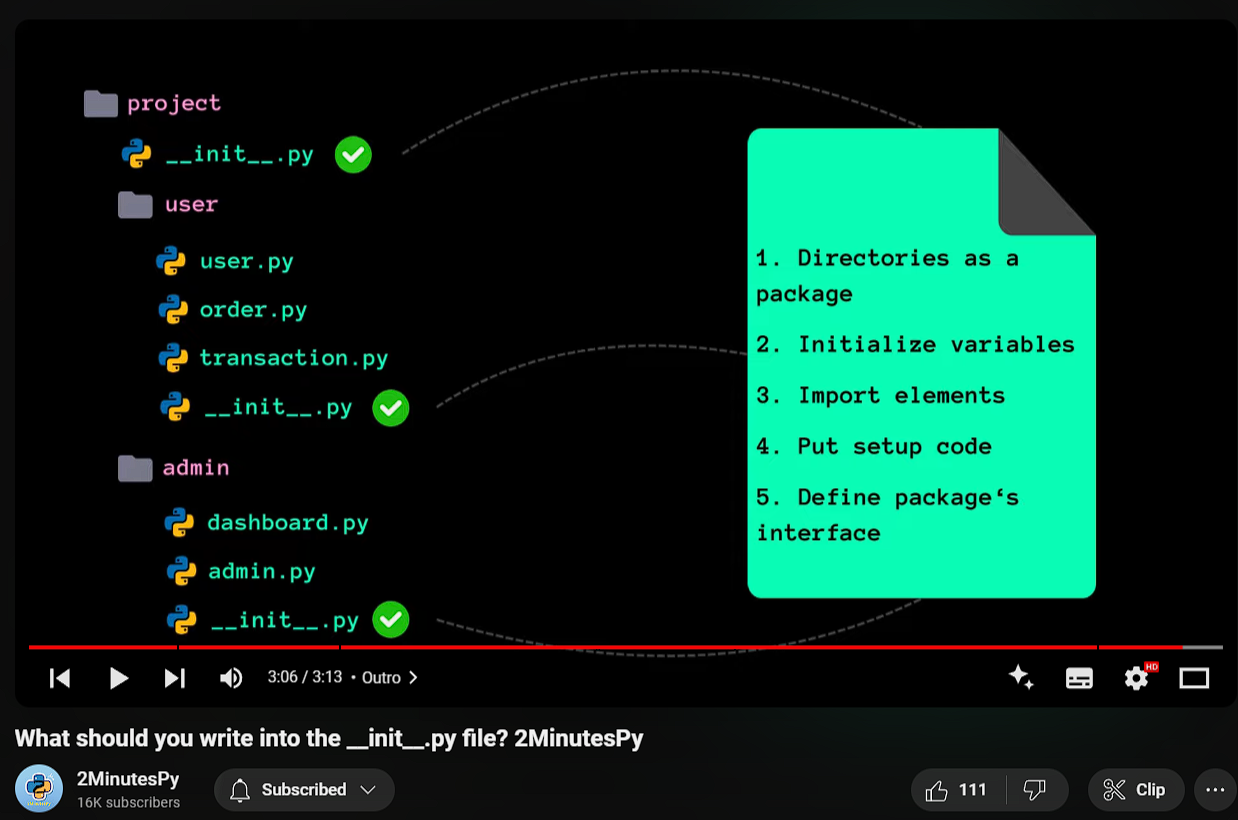 project
__init__.py
user
user.py
order.py
transaction.py
__init__.py
admin
dashboard.py
admin.py
__init__.py
1. Directories as a
package
2. Initialize variables
3. Import elements
4. Put setup code
5. Define package‘s
interface
3:06 / 3:13 • Outro
HD
What should you write into the __init__.py file? 2MinutesPy
2MinutesPy
16K subscribers
Subscribed
111
Clip